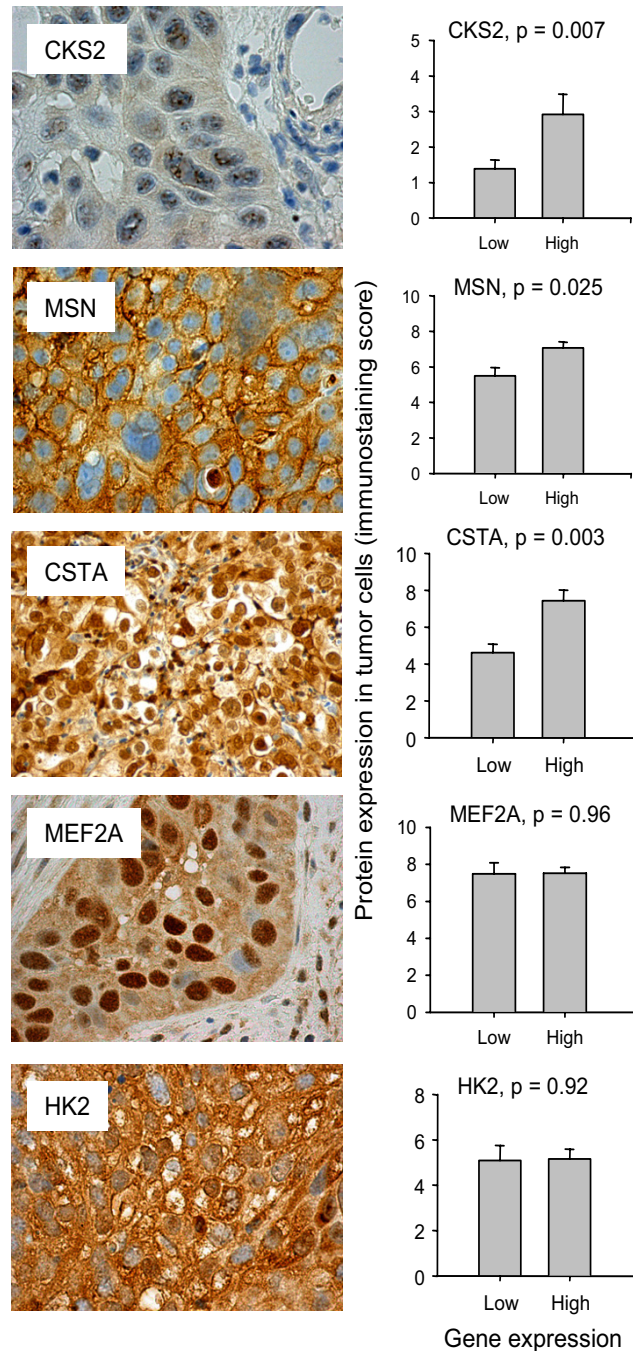 CKS2
CKS2, p = 0.007
5
4
3
2
1
0
Low High
MSN
MSN, p = 0.025
10
8
6
4
2
0
Low High
CSTA
CSTA, p = 0.003
10
8
6
4
2
0
Low High
MEF2A
MEF2A, p = 0.96
10
8
6
4
2
0
Low High
HK2
HK2, p = 0.92
8
6
4
2
0
Low High
Gene expression
Protein expression in tumor cells (immunostaining score)